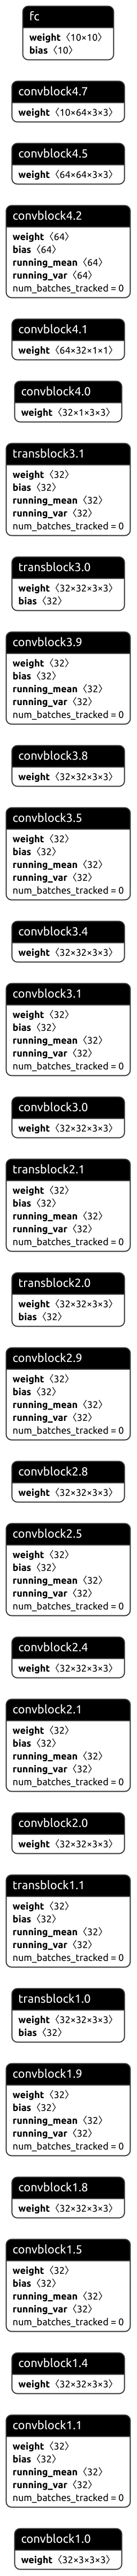 fc
weight 〈10×10〉
bias 〈10〉
convblock4.7
weight 〈10×64×3×3〉
convblock4.5
weight 〈64×64×3×3〉
convblock4.2
weight 〈64〉
bias 〈64〉
running_mean 〈64〉
running_var 〈64〉
num_batches_tracked = 0
convblock4.1
weight 〈64×32×1×1〉
convblock4.0
weight 〈32×1×3×3〉
transblock3.1
weight 〈32〉
bias 〈32〉
running_mean 〈32〉
running_var 〈32〉
num_batches_tracked = 0
transblock3.0
weight 〈32×32×3×3〉
bias 〈32〉
convblock3.9
weight 〈32〉
bias 〈32〉
running_mean 〈32〉
running_var 〈32〉
num_batches_tracked = 0
convblock3.8
weight 〈32×32×3×3〉
convblock3.5
weight 〈32〉
bias 〈32〉
running_mean 〈32〉
running_var 〈32〉
num_batches_tracked = 0
convblock3.4
weight 〈32×32×3×3〉
convblock3.1
weight 〈32〉
bias 〈32〉
running_mean 〈32〉
running_var 〈32〉
num_batches_tracked = 0
convblock3.0
weight 〈32×32×3×3〉
transblock2.1
weight 〈32〉
bias 〈32〉
running_mean 〈32〉
running_var 〈32〉
num_batches_tracked = 0
transblock2.0
weight 〈32×32×3×3〉
bias 〈32〉
convblock2.9
weight 〈32〉
bias 〈32〉
running_mean 〈32〉
running_var 〈32〉
num_batches_tracked = 0
convblock2.8
weight 〈32×32×3×3〉
convblock2.5
weight 〈32〉
bias 〈32〉
running_mean 〈32〉
running_var 〈32〉
num_batches_tracked = 0
convblock2.4
weight 〈32×32×3×3〉
convblock2.1
weight 〈32〉
bias 〈32〉
running_mean 〈32〉
running_var 〈32〉
num_batches_tracked = 0
convblock2.0
weight 〈32×32×3×3〉
transblock1.1
weight 〈32〉
bias 〈32〉
running_mean 〈32〉
running_var 〈32〉
num_batches_tracked = 0
transblock1.0
weight 〈32×32×3×3〉
bias 〈32〉
convblock1.9
weight 〈32〉
bias 〈32〉
running_mean 〈32〉
running_var 〈32〉
num_batches_tracked = 0
convblock1.8
weight 〈32×32×3×3〉
convblock1.5
weight 〈32〉
bias 〈32〉
running_mean 〈32〉
running_var 〈32〉
num_batches_tracked = 0
convblock1.4
weight 〈32×32×3×3〉
convblock1.1
weight 〈32〉
bias 〈32〉
running_mean 〈32〉
running_var 〈32〉
num_batches_tracked = 0
convblock1.0
weight 〈32×3×3×3〉